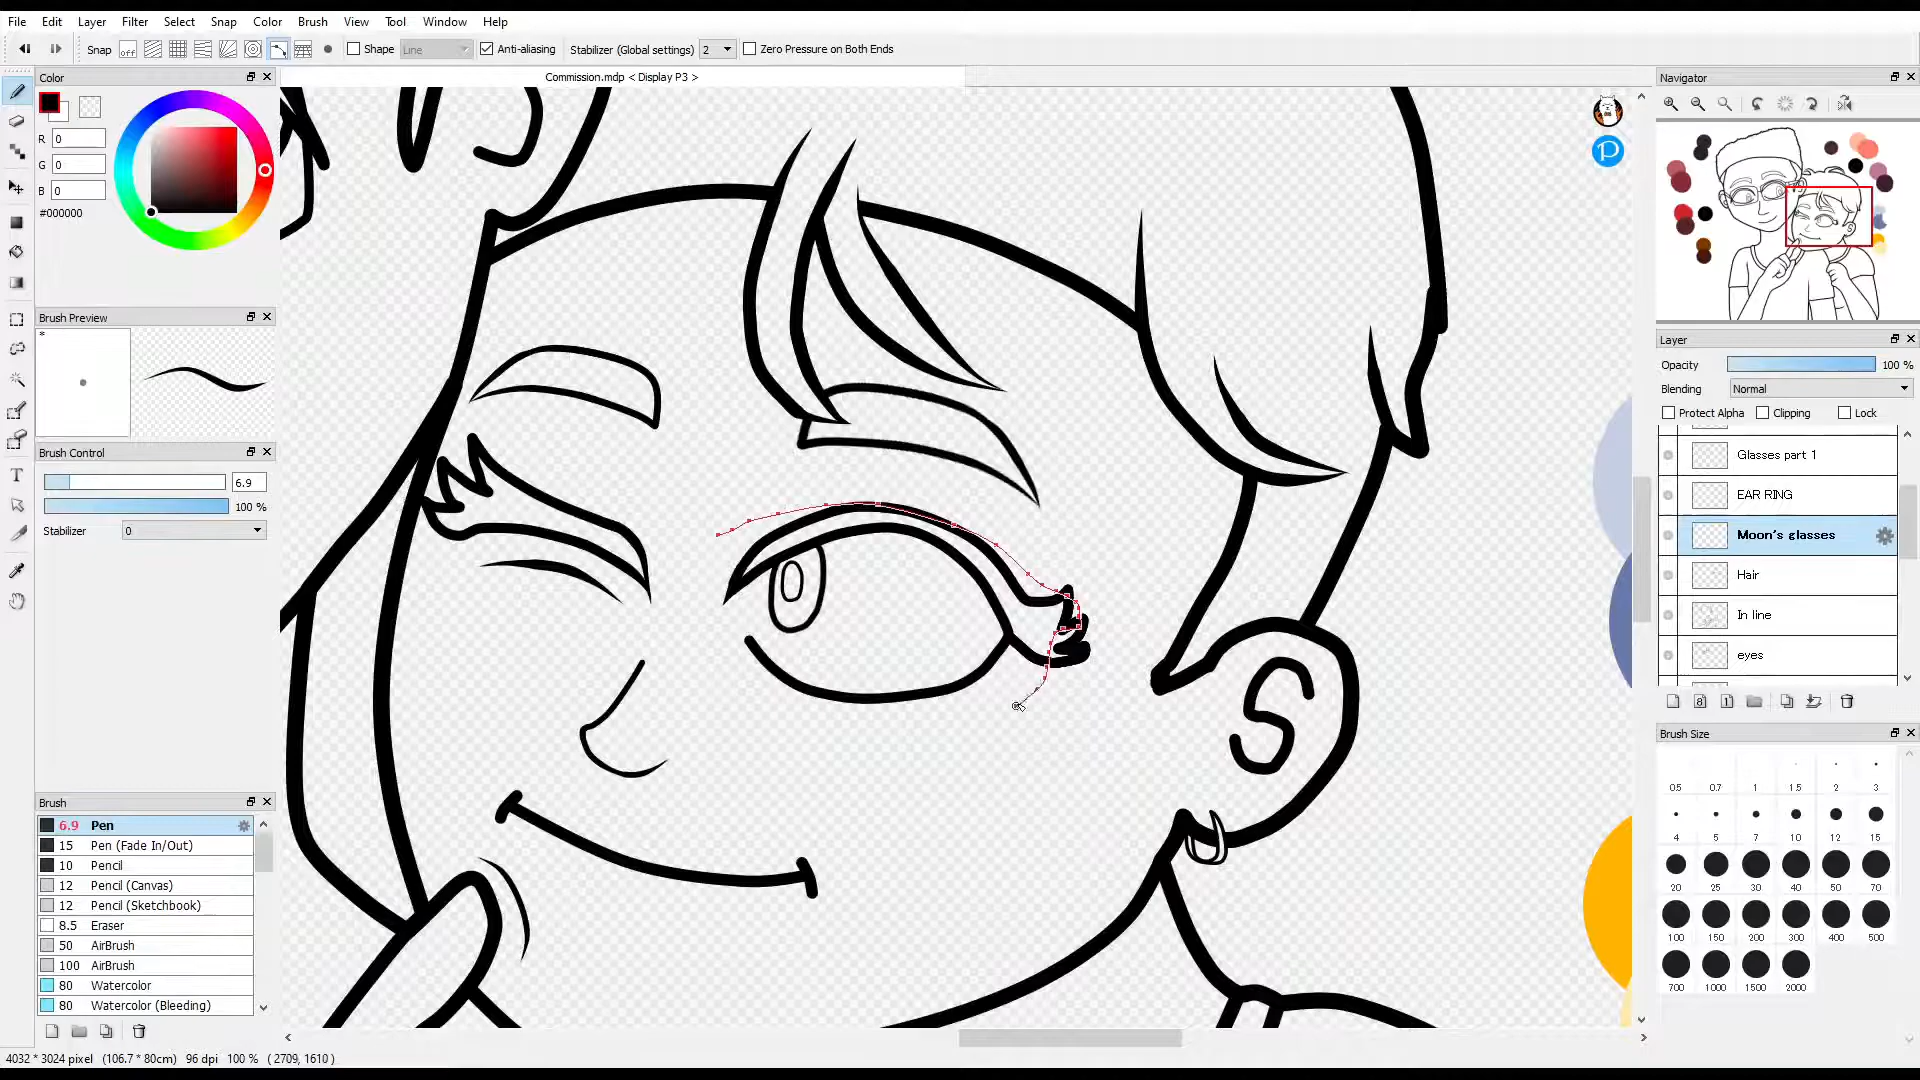 File Edit Layer Filter Select Snap Color Brush View Tool Window Help
Snap off Shape Line Anti-aliasing Stabilizer (Global settings) 2 Zero Pressure on Both Ends
Color
Commission.mdp < Display P3 >
Navigator
R 0
G 0
B 0
#000000
Brush Preview
*
Layer
Opacity 100 %
Blending Normal
Protect Alpha Clipping Lock
Brush Control
6.9
100 %
Stabilizer 0
Glasses part 1
EAR RING
Moon's glasses
Hair
In line
eyes
8 1
Brush Size
0.5 0.7 1 1.5 2 3
4 5 7 10 12 15
20 25 30 40 50 70
100 150 200 300 400 500
700 1000 1500 2000
Brush
6.9 Pen
15 Pen (Fade In/Out)
10 Pencil
12 Pencil (Canvas)
12 Pencil (Sketchbook)
8.5 Eraser
50 AirBrush
100 AirBrush
80 Watercolor
80 Watercolor (Bleeding)
4032 * 3024 pixel (106.7 * 80cm) 96 dpi 100 % ( 2709, 1610 )